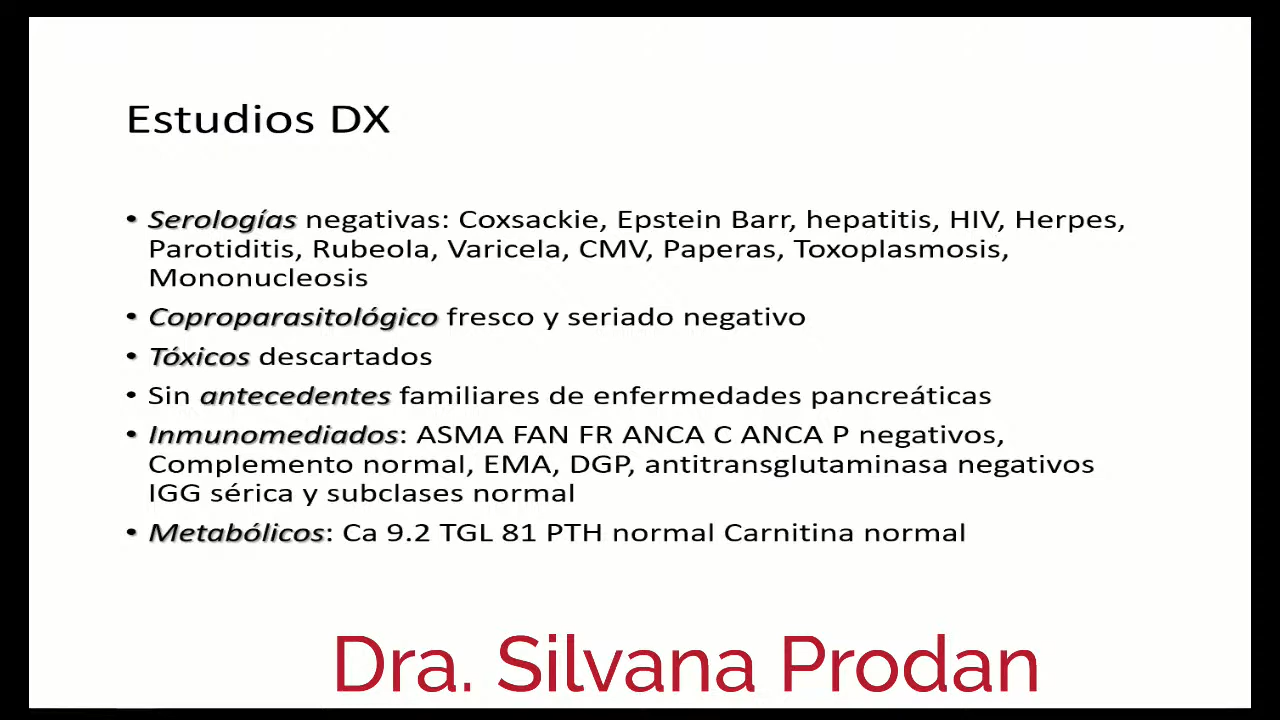 Estudios DX
• Serologías negativas: Coxsackie, Epstein Barr, hepatitis, HIV, Herpes,
Parotiditis, Rubeola, Varicela, CMV, Paperas, Toxoplasmosis,
Mononucleosis
• Coproparasitológico fresco y seriado negativo
• Tóxicos descartados
• Sin antecedentes familiares de enfermedades pancreáticas
• Inmunomediados: ASMA FAN FR ANCA C ANCA P negativos,
Complemento normal, EMA, DGP, antitransglutaminasa negativos
IGG sérica y subclases normal
• Metabólicos: Ca 9.2 TGL 81 PTH normal Carnitina normal
Dra. Silvana Prodan